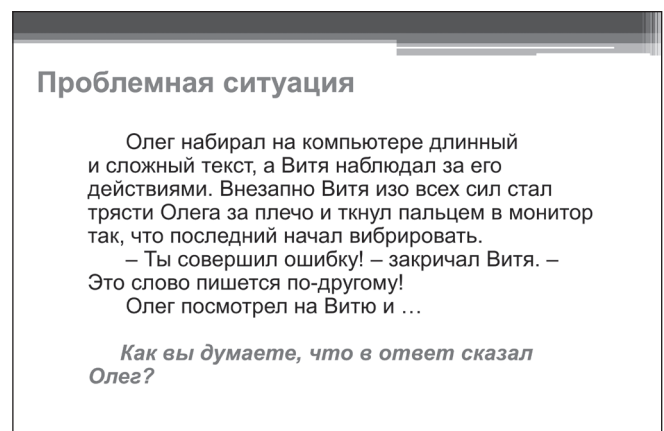 Проблемная ситуация
Олег набирал на компьютере длинный
и сложный текст, а Витя наблюдал за его
действиями. Внезапно Витя изо всех сил стал
трясти Олега за плечо и ткнул пальцем в монитор
так, что последний начал вибрировать.
– Ты совершил ошибку! – закричал Витя. –
Это слово пишется по-другому!
Олег посмотрел на Витю и …
Как вы думаете, что в ответ сказал
Олег?